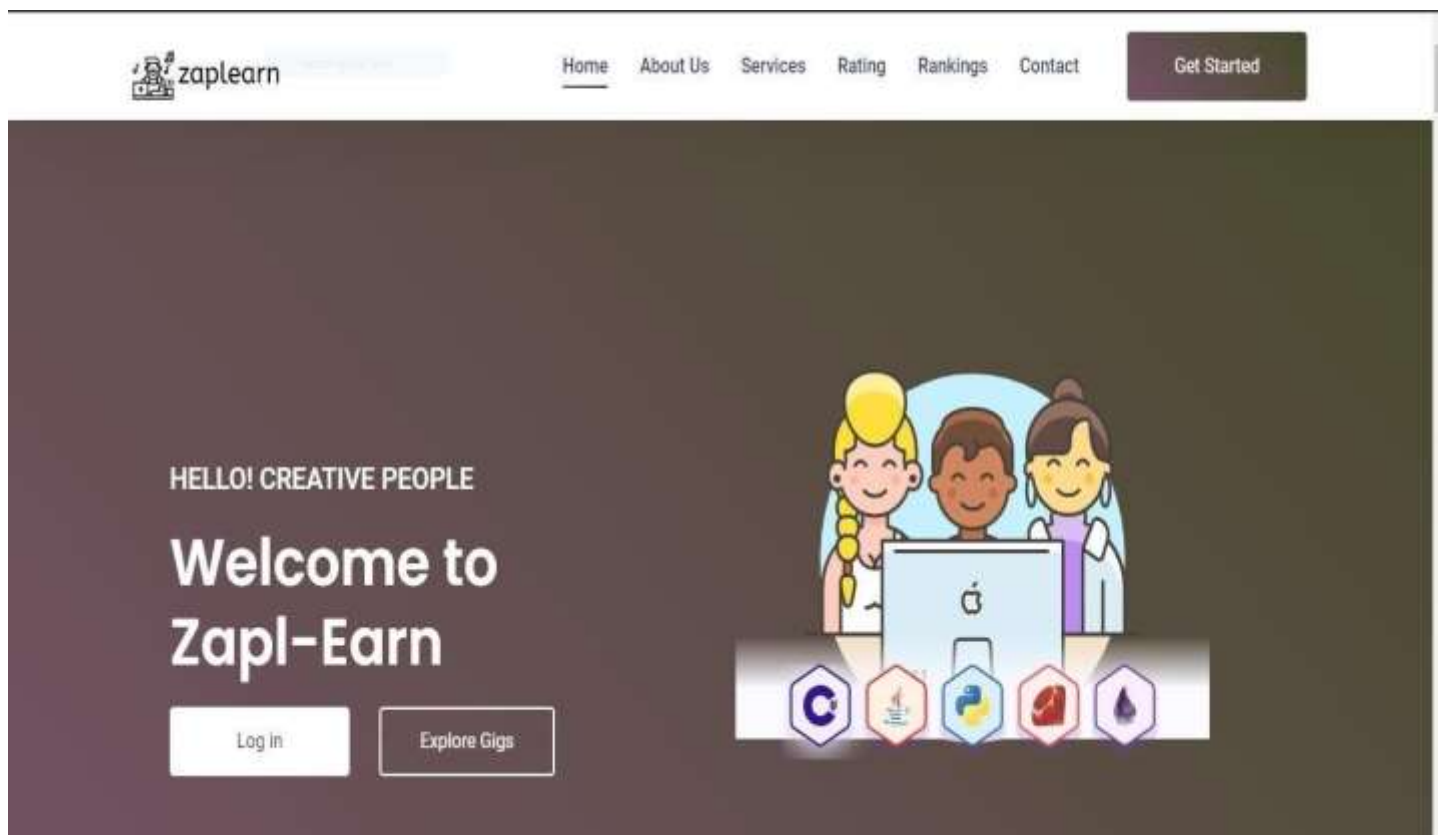 zaplearn
Home About Us Services Rating Rankings Contact Get Started
HELLO! CREATIVE PEOPLE
Welcome to
Zapl-Earn
Log in Explore Gigs